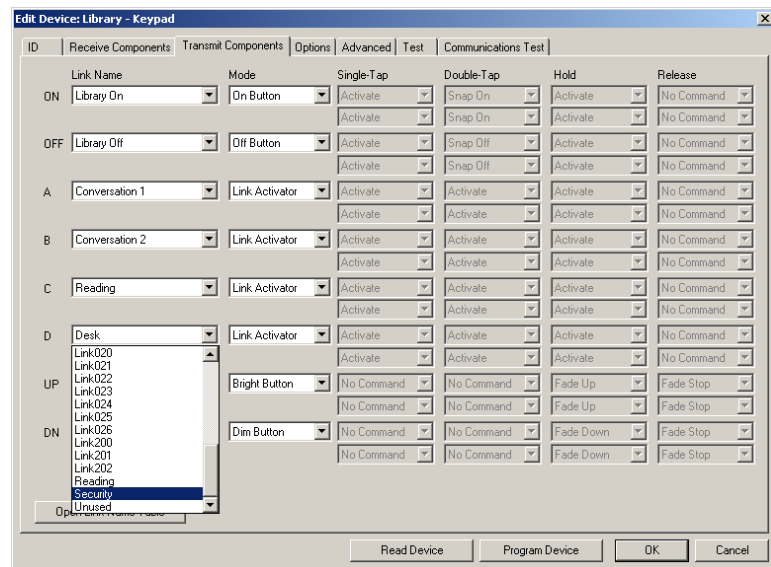 Edit Device: Library - Keypad
ID Receive Components Transmit Components Options Advanced Test Communications Test
Link Name Mode Single-Tap Double-Tap Hold Release
ON Library On On Button Activate Snap On Activate No Command
Activate Snap On Activate No Command
OFF Library Off Off Button Activate Snap Off Activate No Command
Activate Snap Off Activate No Command
A Conversation 1 Link Activator Activate Activate Activate No Command
Activate Activate Activate No Command
B Conversation 2 Link Activator Activate Activate Activate No Command
Activate Activate Activate No Command
C Reading Link Activator Activate Activate Activate No Command
Activate Activate Activate No Command
D Desk Link Activator Activate Activate Activate No Command
Link020 Activate Activate Activate No Command
Link021
Link022
UP Link023 Bright Button No Command No Command Fade Up Fade Stop
Link024 No Command No Command Fade Up Fade Stop
Link025
DN Link026 Dim Button No Command No Command Fade Down Fade Stop
Link200
Link201 No Command No Command Fade Down Fade Stop
Link202
Reading
Security
Unused
Open Link Name Table
Read Device Program Device OK Cancel